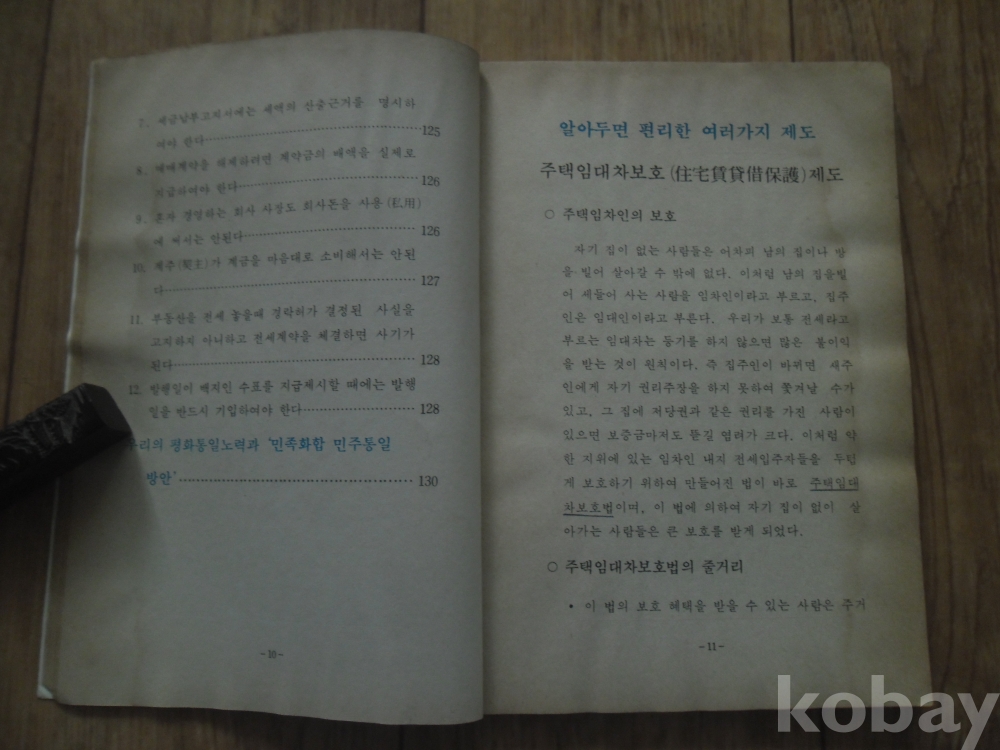 7. 세금납부고지서에는 세액의 산출근거를 명시하
여야 한다 125
8. 매매계약을 해제하려면 계약금의 배액을 실제로
지급하여야 한다 126
9. 혼자 경영하는 회사 사장도 회사돈을 사용(私用)
에 써서는 안된다 126
10. 계주(契主)가 계금을 마음대로 소비해서는 안된
다 127
11. 부동산을 전세 놓을때 경락허가 결정된 사실을
고지하지 아니하고 전세계약을 체결하면 사기가
된다 128
12. 발행일이 백지인 수표를 지급제시할 때에는 발행
일을 반드시 기입하여야 한다 128
우리의 평화통일노력과 '민족화합 민주통일
방안' 130
-10-
알아두면 편리한 여러가지 제도
주택임대차보호(住宅賃貸借保護)제도
○ 주택임차인의 보호
자기 집이 없는 사람들은 어차피 남의 집이나 방
을 빌어 살아갈 수 밖에 없다. 이처럼 남의 집을빌
어 세들어 사는 사람을 임차인이라고 부르고, 집주
인은 임대인이라고 부른다. 우리가 보통 전세라고
부르는 임대차는 등기를 하지 않으면 많은 불이익
을 받는 것이 원칙이다. 즉 집주인이 바뀌면 새주
인에게 자기 권리주장을 하지 못하여 쫓겨날 수가
있고, 그 집에 저당권과 같은 권리를 가진 사람이
있으면 보증금마저도 뜯길 염려가 크다. 이처럼 약
한 지위에 있는 임차인 내지 전세입주자들을 두텁
게 보호하기 위하여 만들어진 법이 바로 주택임대
차보호법이며, 이 법에 의하여 자기 집이 없이 살
아가는 사람들은 큰 보호를 받게 되었다.
○ 주택임대차보호법의 줄거리
• 이 법의 보호 혜택을 받을 수 있는 사람은 주거
-11-
kobay